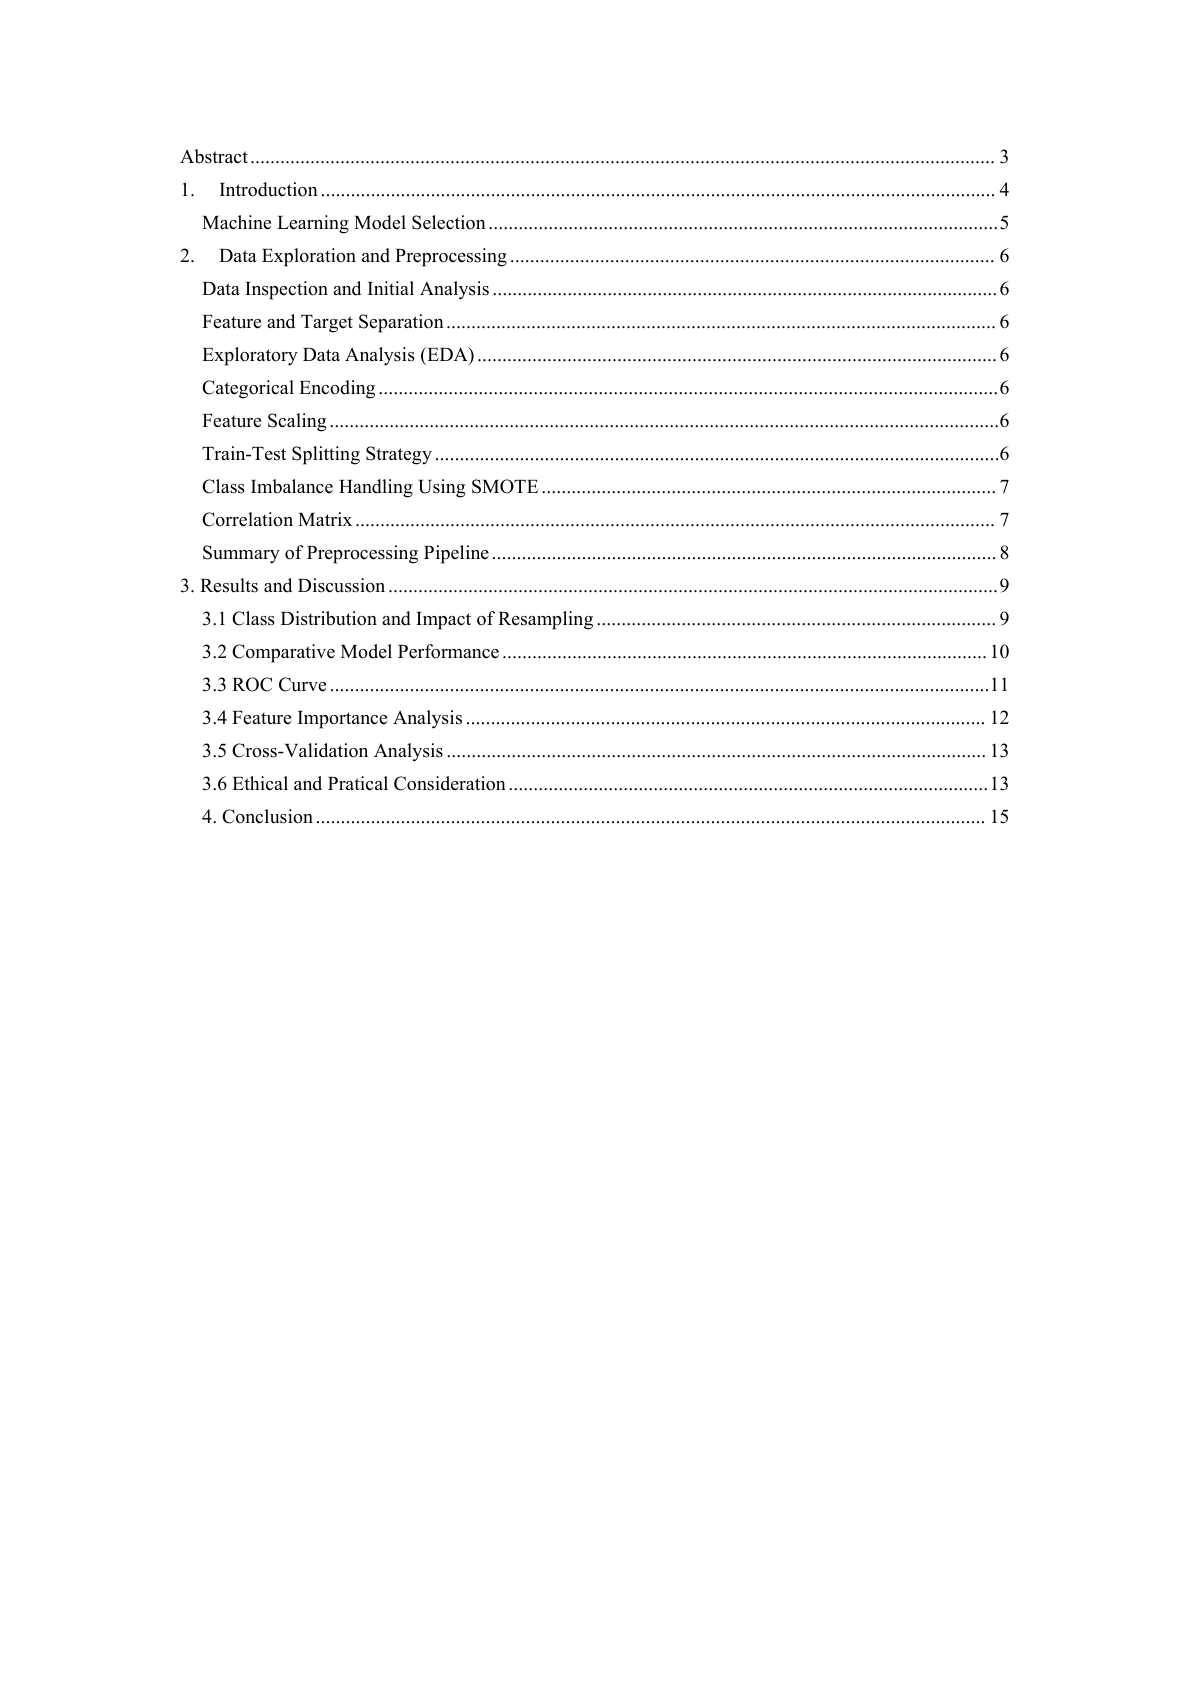 Abstract ........ 3
1. Introduction ........ 4
Machine Learning Model Selection ........ 5
2. Data Exploration and Preprocessing ........ 6
Data Inspection and Initial Analysis ........ 6
Feature and Target Separation ........ 6
Exploratory Data Analysis (EDA) ........ 6
Categorical Encoding ........ 6
Feature Scaling ........ 6
Train-Test Splitting Strategy ........ 6
Class Imbalance Handling Using SMOTE ........ 7
Correlation Matrix ........ 7
Summary of Preprocessing Pipeline ........ 8
3. Results and Discussion ........ 9
3.1 Class Distribution and Impact of Resampling ........ 9
3.2 Comparative Model Performance ........ 10
3.3 ROC Curve ........ 11
3.4 Feature Importance Analysis ........ 12
3.5 Cross-Validation Analysis ........ 13
3.6 Ethical and Pratical Consideration ........ 13
4. Conclusion ........ 15